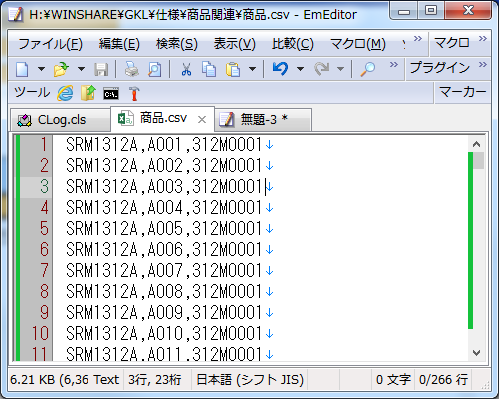 H:¥WINSHARE¥GKL¥仕様¥商品関連¥商品.csv - EmEditor
ファイル(F) 編集(E) 検索(S) 表示(V) 比較(C) マクロ(M) » マクロ »
» プラグイン »
ツール マーカー
CLog.cls 商品.csv × 無題-3 *
1 SRM1312A,A001,312M0001↓
2 SRM1312A,A002,312M0001↓
3 SRM1312A,A003,312M0001↓
4 SRM1312A,A004,312M0001↓
5 SRM1312A,A005,312M0001↓
6 SRM1312A,A006,312M0001↓
7 SRM1312A,A007,312M0001↓
8 SRM1312A,A008,312M0001↓
9 SRM1312A,A009,312M0001↓
10 SRM1312A,A010,312M0001↓
11 SRM1312A,A011,312M0001↓
6.21 KB (6,36 Text 3行, 23桁 日本語 (シフト JIS) 0 文字 0/266 行